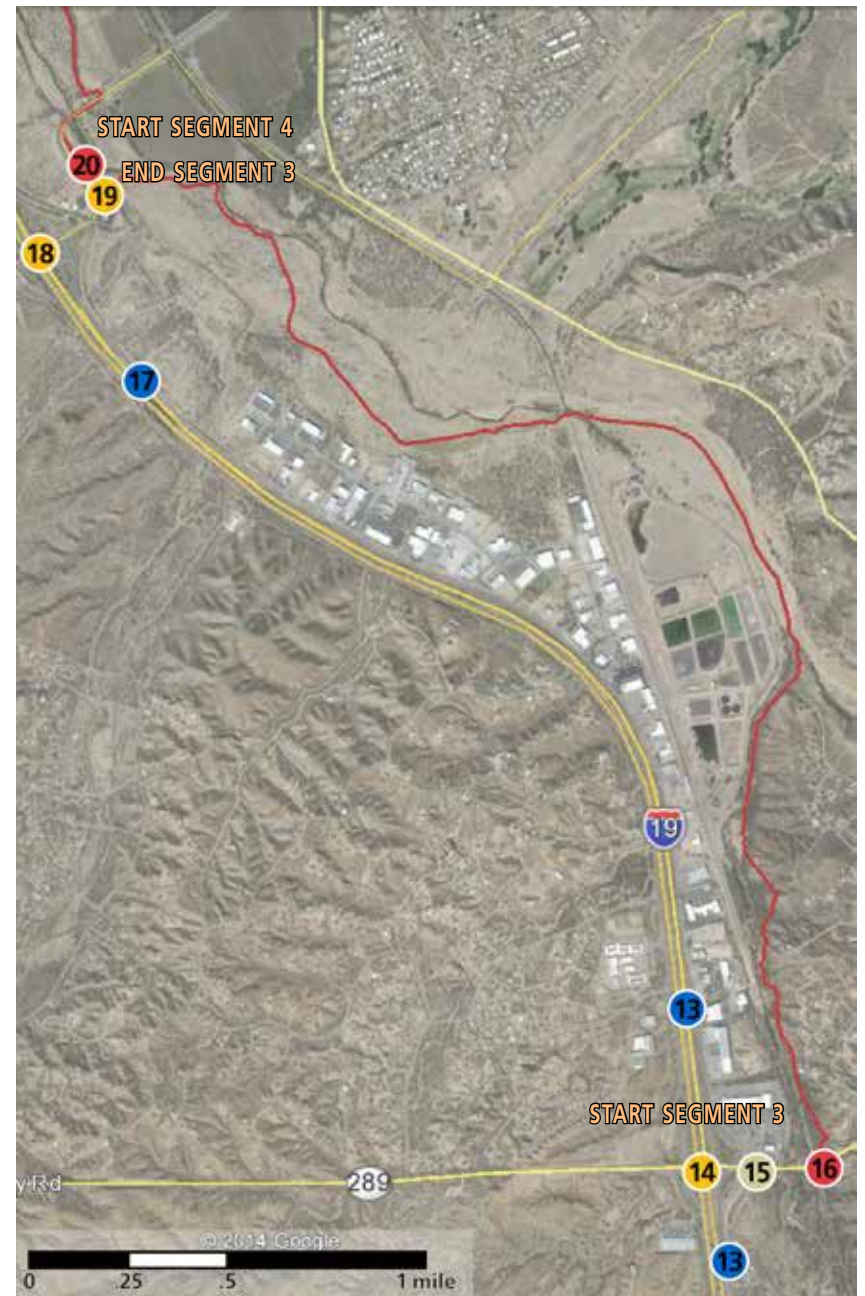 START SEGMENT 4
20
END SEGMENT 3
19
18
17
19
13
START SEGMENT 3
14
15
16
y Rd
289
© 2014 Google
13
0 .25 .5 1 mile